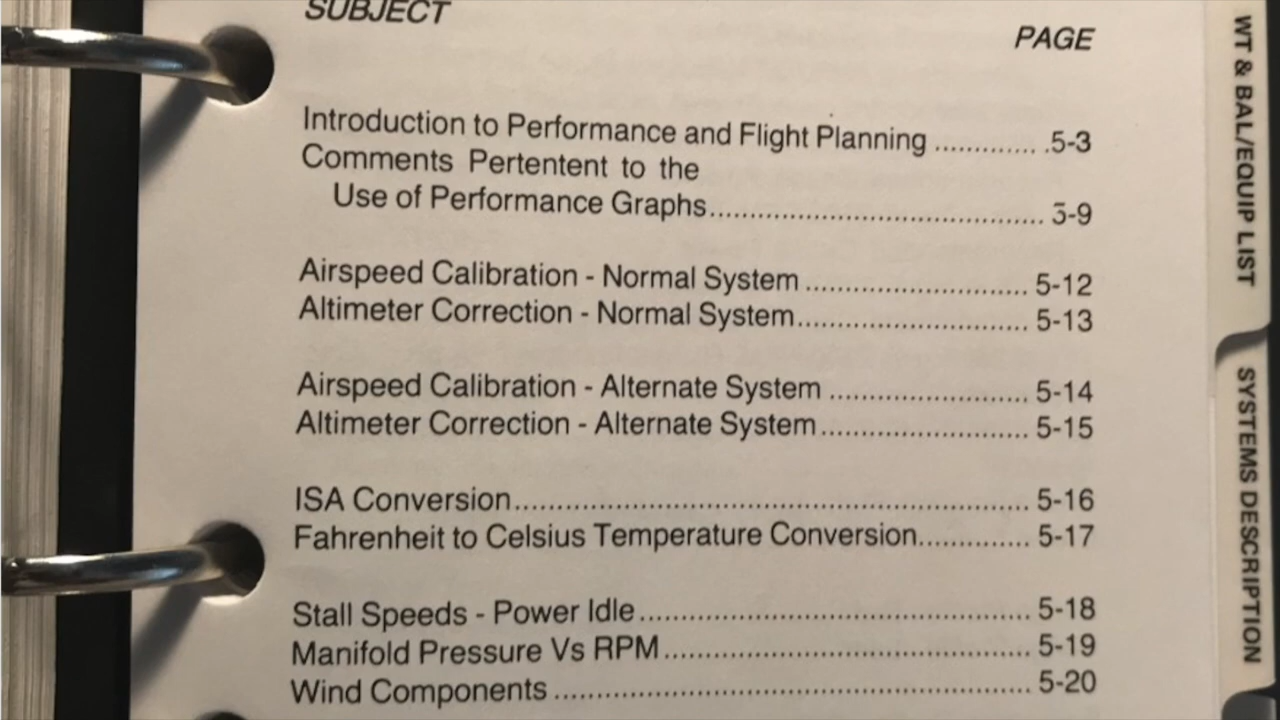 SUBJECT
PAGE
Introduction to Performance and Flight Planning .............. .5-3
Comments Pertentent to the
Use of Performance Graphs............................................. 5-9
Airspeed Calibration - Normal System .............................. 5-12
Altimeter Correction - Normal System............................... 5-13
Airspeed Calibration - Alternate System ........................... 5-14
Altimeter Correction - Alternate System............................ 5-15
ISA Conversion.................................................................... 5-16
Fahrenheit to Celsius Temperature Conversion............... 5-17
Stall Speeds - Power Idle.................................................... 5-18
Manifold Pressure Vs RPM................................................. 5-19
Wind Components ............................................................... 5-20
WT & BAL/EQUIP LIST
SYSTEMS DESCRIPTION